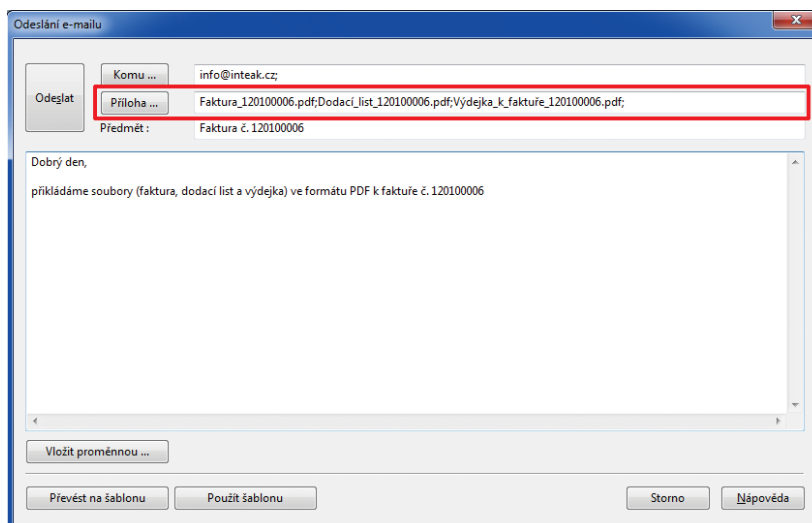 Odeslání e-mailu
Odeslat
Komu ...
info@inteak.cz;
Příloha ...
Faktura_120100006.pdf;Dodací_list_120100006.pdf;Výdejka_k_faktuře_120100006.pdf;
Předmět :
Faktura č. 120100006
Dobrý den,
přikládáme soubory (faktura, dodací list a výdejka) ve formátu PDF k faktuře č. 120100006
Vložit proměnnou ...
Převést na šablonu
Použít šablonu
Storno
Nápověda